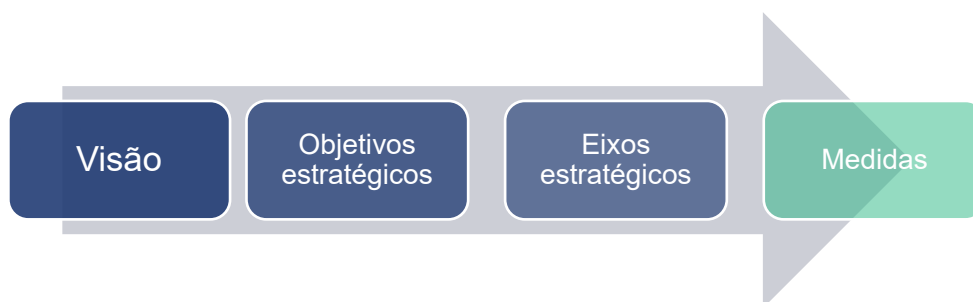 Visão
Objetivos
estratégicos
Eixos
estratégicos
Medidas